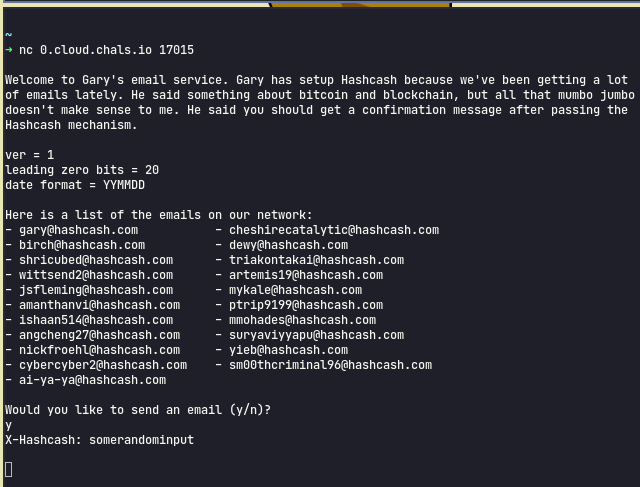 ~
→ nc 0.cloud.chals.io 17015
Welcome to Gary's email service. Gary has setup Hashcash because we've been getting a lot
of emails lately. He said something about bitcoin and blockchain, but all that mumbo jumbo
doesn't make sense to me. He said you should get a confirmation message after passing the
Hashcash mechanism.
ver = 1
leading zero bits = 20
date format = YYMMDD
Here is a list of the emails on our network:
- gary@hashcash.com - cheshirecatalytic@hashcash.com
- birch@hashcash.com - dewy@hashcash.com
- shricubed@hashcash.com - triakontakai@hashcash.com
- wittsend2@hashcash.com - artemis19@hashcash.com
- jsfleming@hashcash.com - mykale@hashcash.com
- amanthanvi@hashcash.com - ptrip9199@hashcash.com
- ishaan514@hashcash.com - mmohades@hashcash.com
- angcheng27@hashcash.com - suryaviyyapu@hashcash.com
- nickfroehl@hashcash.com - yieb@hashcash.com
- cybercyber2@hashcash.com - sm00thcriminal96@hashcash.com
- ai-ya-ya@hashcash.com
Would you like to send an email (y/n)?
y
X-Hashcash: somerandominput